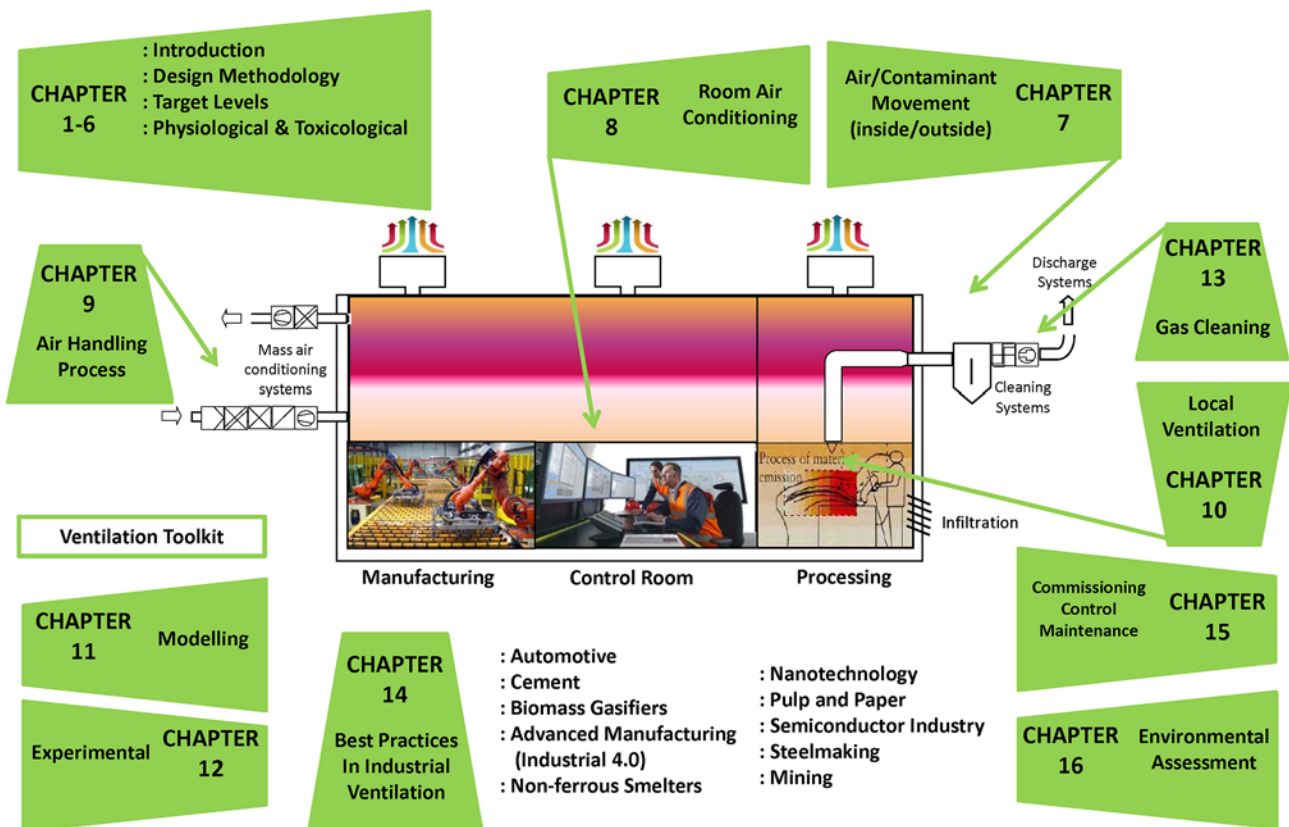 CHAPTER
1-6
: Introduction
: Design Methodology
: Target Levels
: Physiological & Toxicological
CHAPTER
8
Room Air
Conditioning
Air/Contaminant
Movement
(inside/outside)
CHAPTER
7
CHAPTER
9
Air Handling
Process
Mass air
conditioning
systems
Discharge
Systems
Cleaning
Systems
CHAPTER
13
Gas Cleaning
Local
Ventilation
CHAPTER
10
Process of mater
emission
Infiltration
Manufacturing
Control Room
Processing
Ventilation Toolkit
CHAPTER
11
Modelling
Experimental
CHAPTER
12
CHAPTER
14
Best Practices
In Industrial
Ventilation
: Automotive
: Cement
: Biomass Gasifiers
: Advanced Manufacturing
(Industrial 4.0)
: Non-ferrous Smelters
: Nanotechnology
: Pulp and Paper
: Semiconductor Industry
: Steelmaking
: Mining
Commissioning
Control
Maintenance
CHAPTER
15
CHAPTER
16
Environmental
Assessment